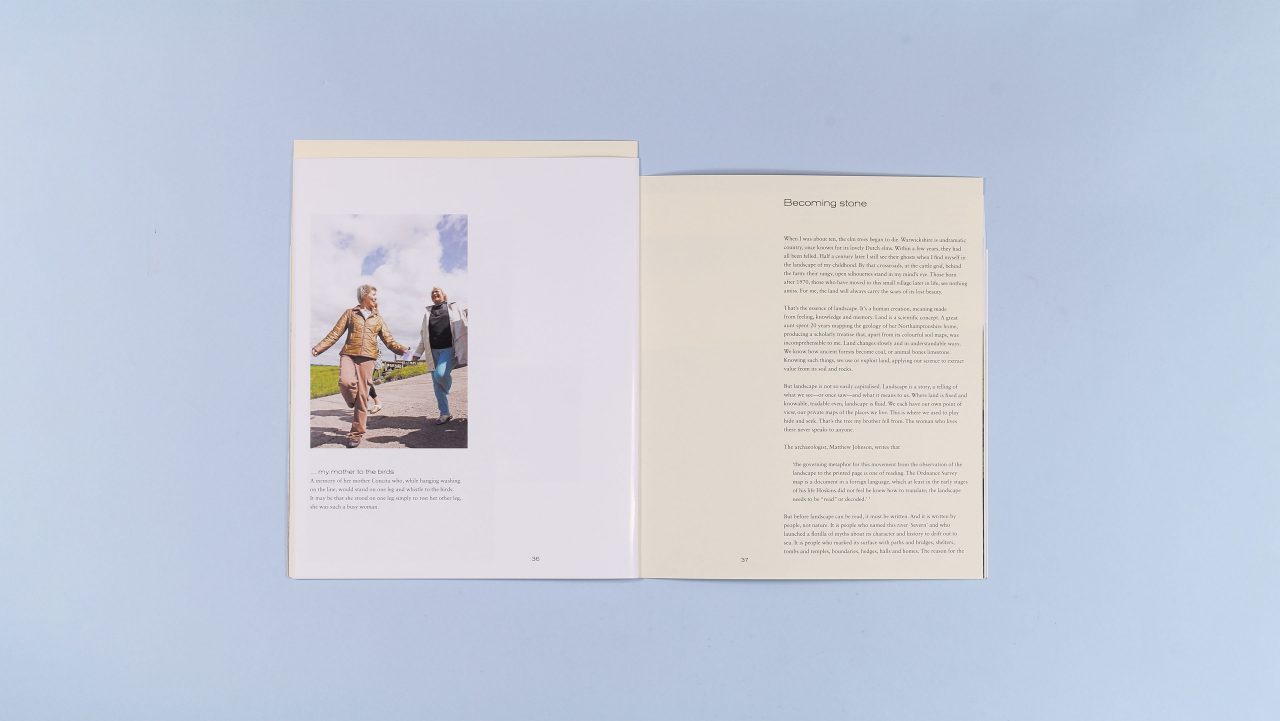 ... my mother to the birds
A memory of her mother Concita who, while hanging washing
on the line, would stand on one leg and whistle to the birds.
It may be that she stood on one leg simply to rest her other leg,
she was such a busy woman.
36
Becoming stone
When I was about ten, the elm trees began to die. Warwickshire is undramatic
country, once known for its lovely Dutch elms. Within a few years, they had
all been felled. Half a century later I still see their ghosts when I find myself in
the landscape of my childhood. By that crossroads, at the cattle grid, behind
the farm: their rangy, open silhouettes stand in my mind's eye. Those born
after 1970, those who have moved to this small village later in life, see nothing
amiss. For me, the land will always carry the scars of its lost beauty.
That's the essence of landscape. It's a human creation, meaning made
from feeling, knowledge and memory. Land is a scientific concept. A great
aunt spent 20 years mapping the geology of her Northamptonshire home,
producing a scholarly treatise that, apart from its colourful soil maps, was
incomprehensible to me. Land changes slowly and in understandable ways.
We know how ancient forests become coal, or animal bones limestone.
Knowing such things, we use or exploit land, applying our science to extract
value from its soil and rocks.
But landscape is not so easily capitalised. Landscape is a story, a telling of
what we see—or once saw—and what it means to us. Where land is fixed and
knowable, tradable even, landscape is fluid. We each have our own point of
view, our private maps of the places we live. This is where we used to play
hide and seek. That's the tree my brother fell from. The woman who lives
there never speaks to anyone.
The archaeologist, Matthew Johnson, writes that
'the governing metaphor for this movement from the observation of the
landscape to the printed page is one of reading. The Ordnance Survey
map is a document in a foreign language, which at least in the early stages
of his life Hoskins did not feel he knew how to translate; the landscape
needs to be "read" or decoded.' ¹
But before landscape can be read, it must be written. And it is written by
people, not nature. It is people who named this river 'Severn' and who
launched a flotilla of myths about its character and history to drift out to
sea. It is people who marked its surface with paths and bridges, shelters,
tombs and temples, boundaries, hedges, halls and homes. The reason for the
37